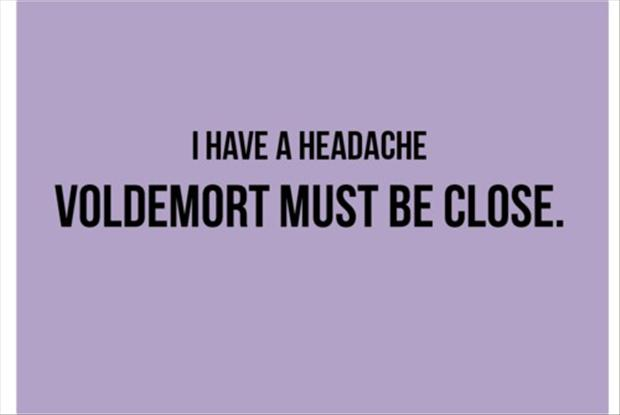 I HAVE A HEADACHE
VOLDEMORT MUST BE CLOSE.